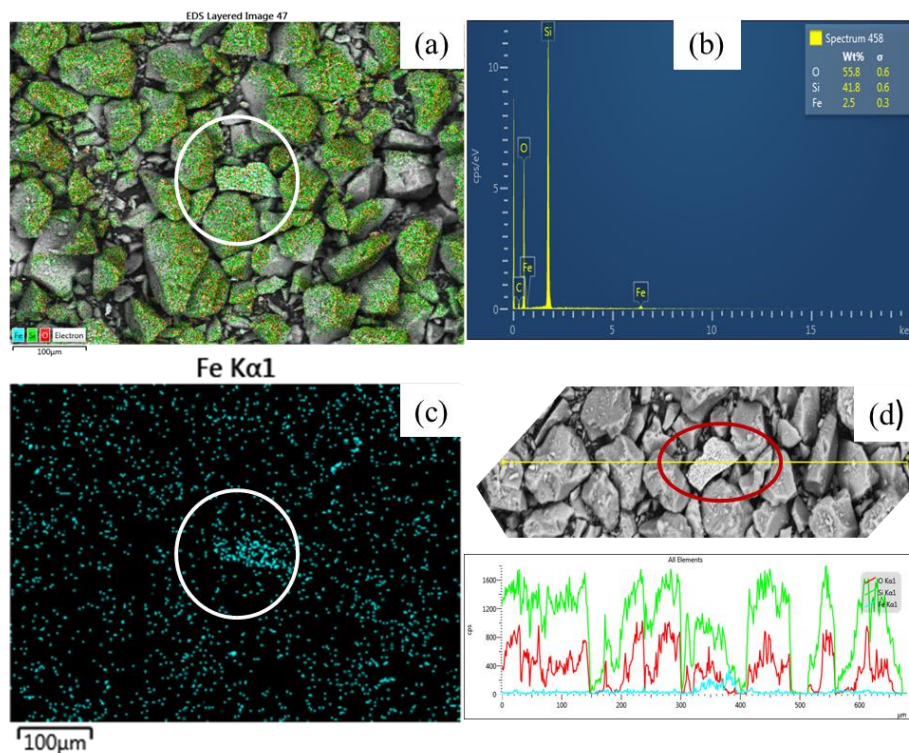 EDS Layered Image 47
(a)
Fe Si O Electron
100μm
(b)
Spectrum 458
Wt% σ
O 55.8 0.6
Si 41.8 0.6
Fe 2.5 0.3
Si
O
Fe
C
Fe
cps/eV
10
5
0
0 5 10 15 ke
Fe Kα1
(c)
100μm
(d)
All Elements
O Kα1
Si Kα1
Fe Kα1
cps
1600
1200
800
400
0
0 100 200 300 400 500 600
μm